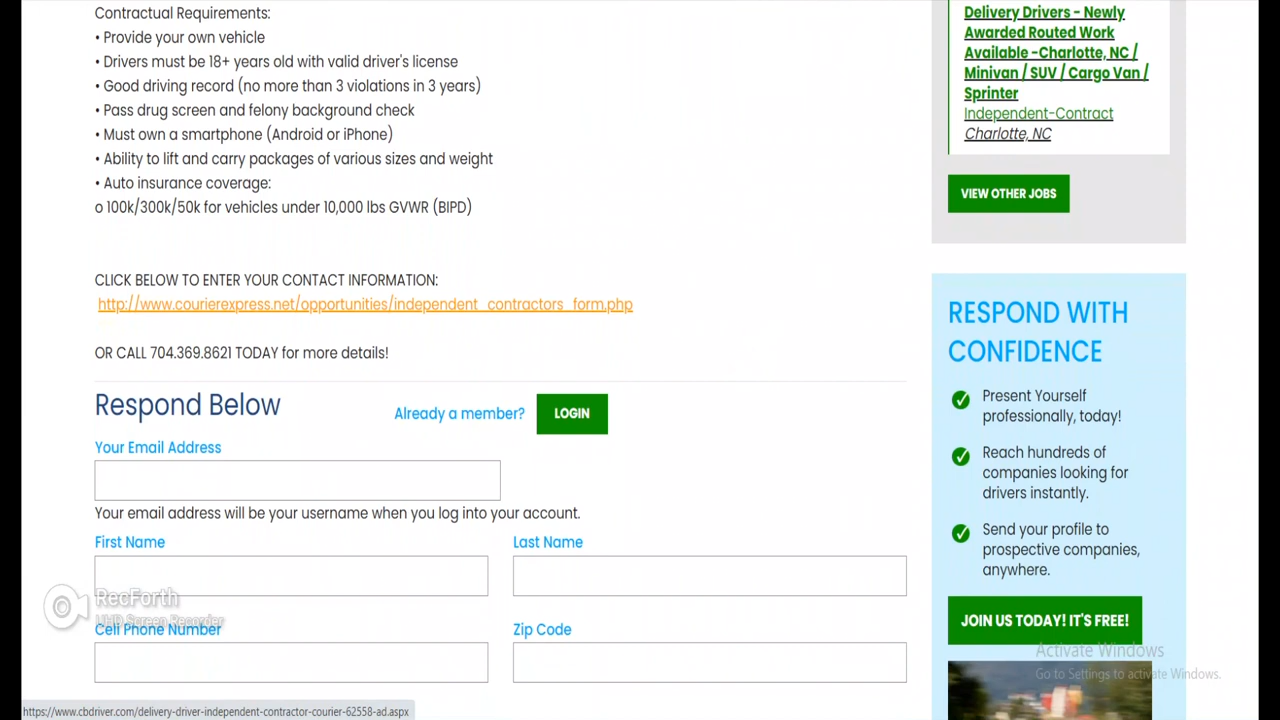 Contractual Requirements:
• Provide your own vehicle
• Drivers must be 18+ years old with valid driver's license
• Good driving record (no more than 3 violations in 3 years)
• Pass drug screen and felony background check
• Must own a smartphone (Android or iPhone)
• Ability to lift and carry packages of various sizes and weight
• Auto insurance coverage:
o 100k/300k/50k for vehicles under 10,000 lbs GVWR (BIPD)
CLICK BELOW TO ENTER YOUR CONTACT INFORMATION:
http://www.courierexpress.net/opportunities/independent_contractors_form.php
OR CALL 704.369.8621 TODAY for more details!
Respond Below
Already a member?
LOGIN
Your Email Address
Your email address will be your username when you log into your account.
First Name
Last Name
RecForth
UHD Screen Recorder
Cell Phone Number
Zip Code
https://www.cbdriver.com/delivery-driver-independent-contractor-courier-62558-ad.aspx
Delivery Drivers - Newly
Awarded Routed Work
Available -Charlotte, NC /
Minivan / SUV / Cargo Van /
Sprinter
Independent-Contract
Charlotte, NC
VIEW OTHER JOBS
RESPOND WITH
CONFIDENCE
Present Yourself
professionally, today!
Reach hundreds of
companies looking for
drivers instantly.
Send your profile to
prospective companies,
anywhere.
JOIN US TODAY! IT'S FREE!
Activate Windows
Go to Settings to activate Windows.